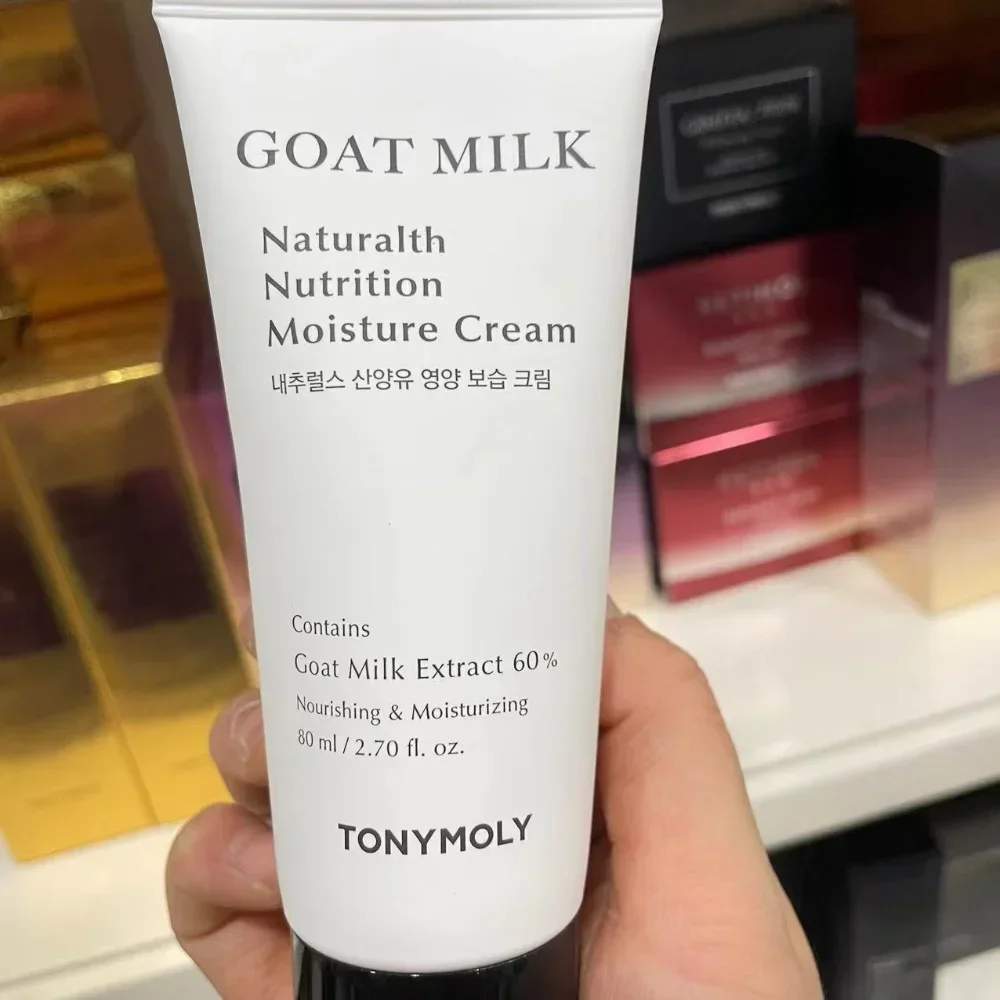 GOAT MILK
Naturalth
Nutrition
Moisture Cream
내추럴스 산양유 영양 보습 크림
Contains
Goat Milk Extract 60%
Nourishing & Moisturizing
80 ml / 2.70 fl. oz.
TONYMOLY